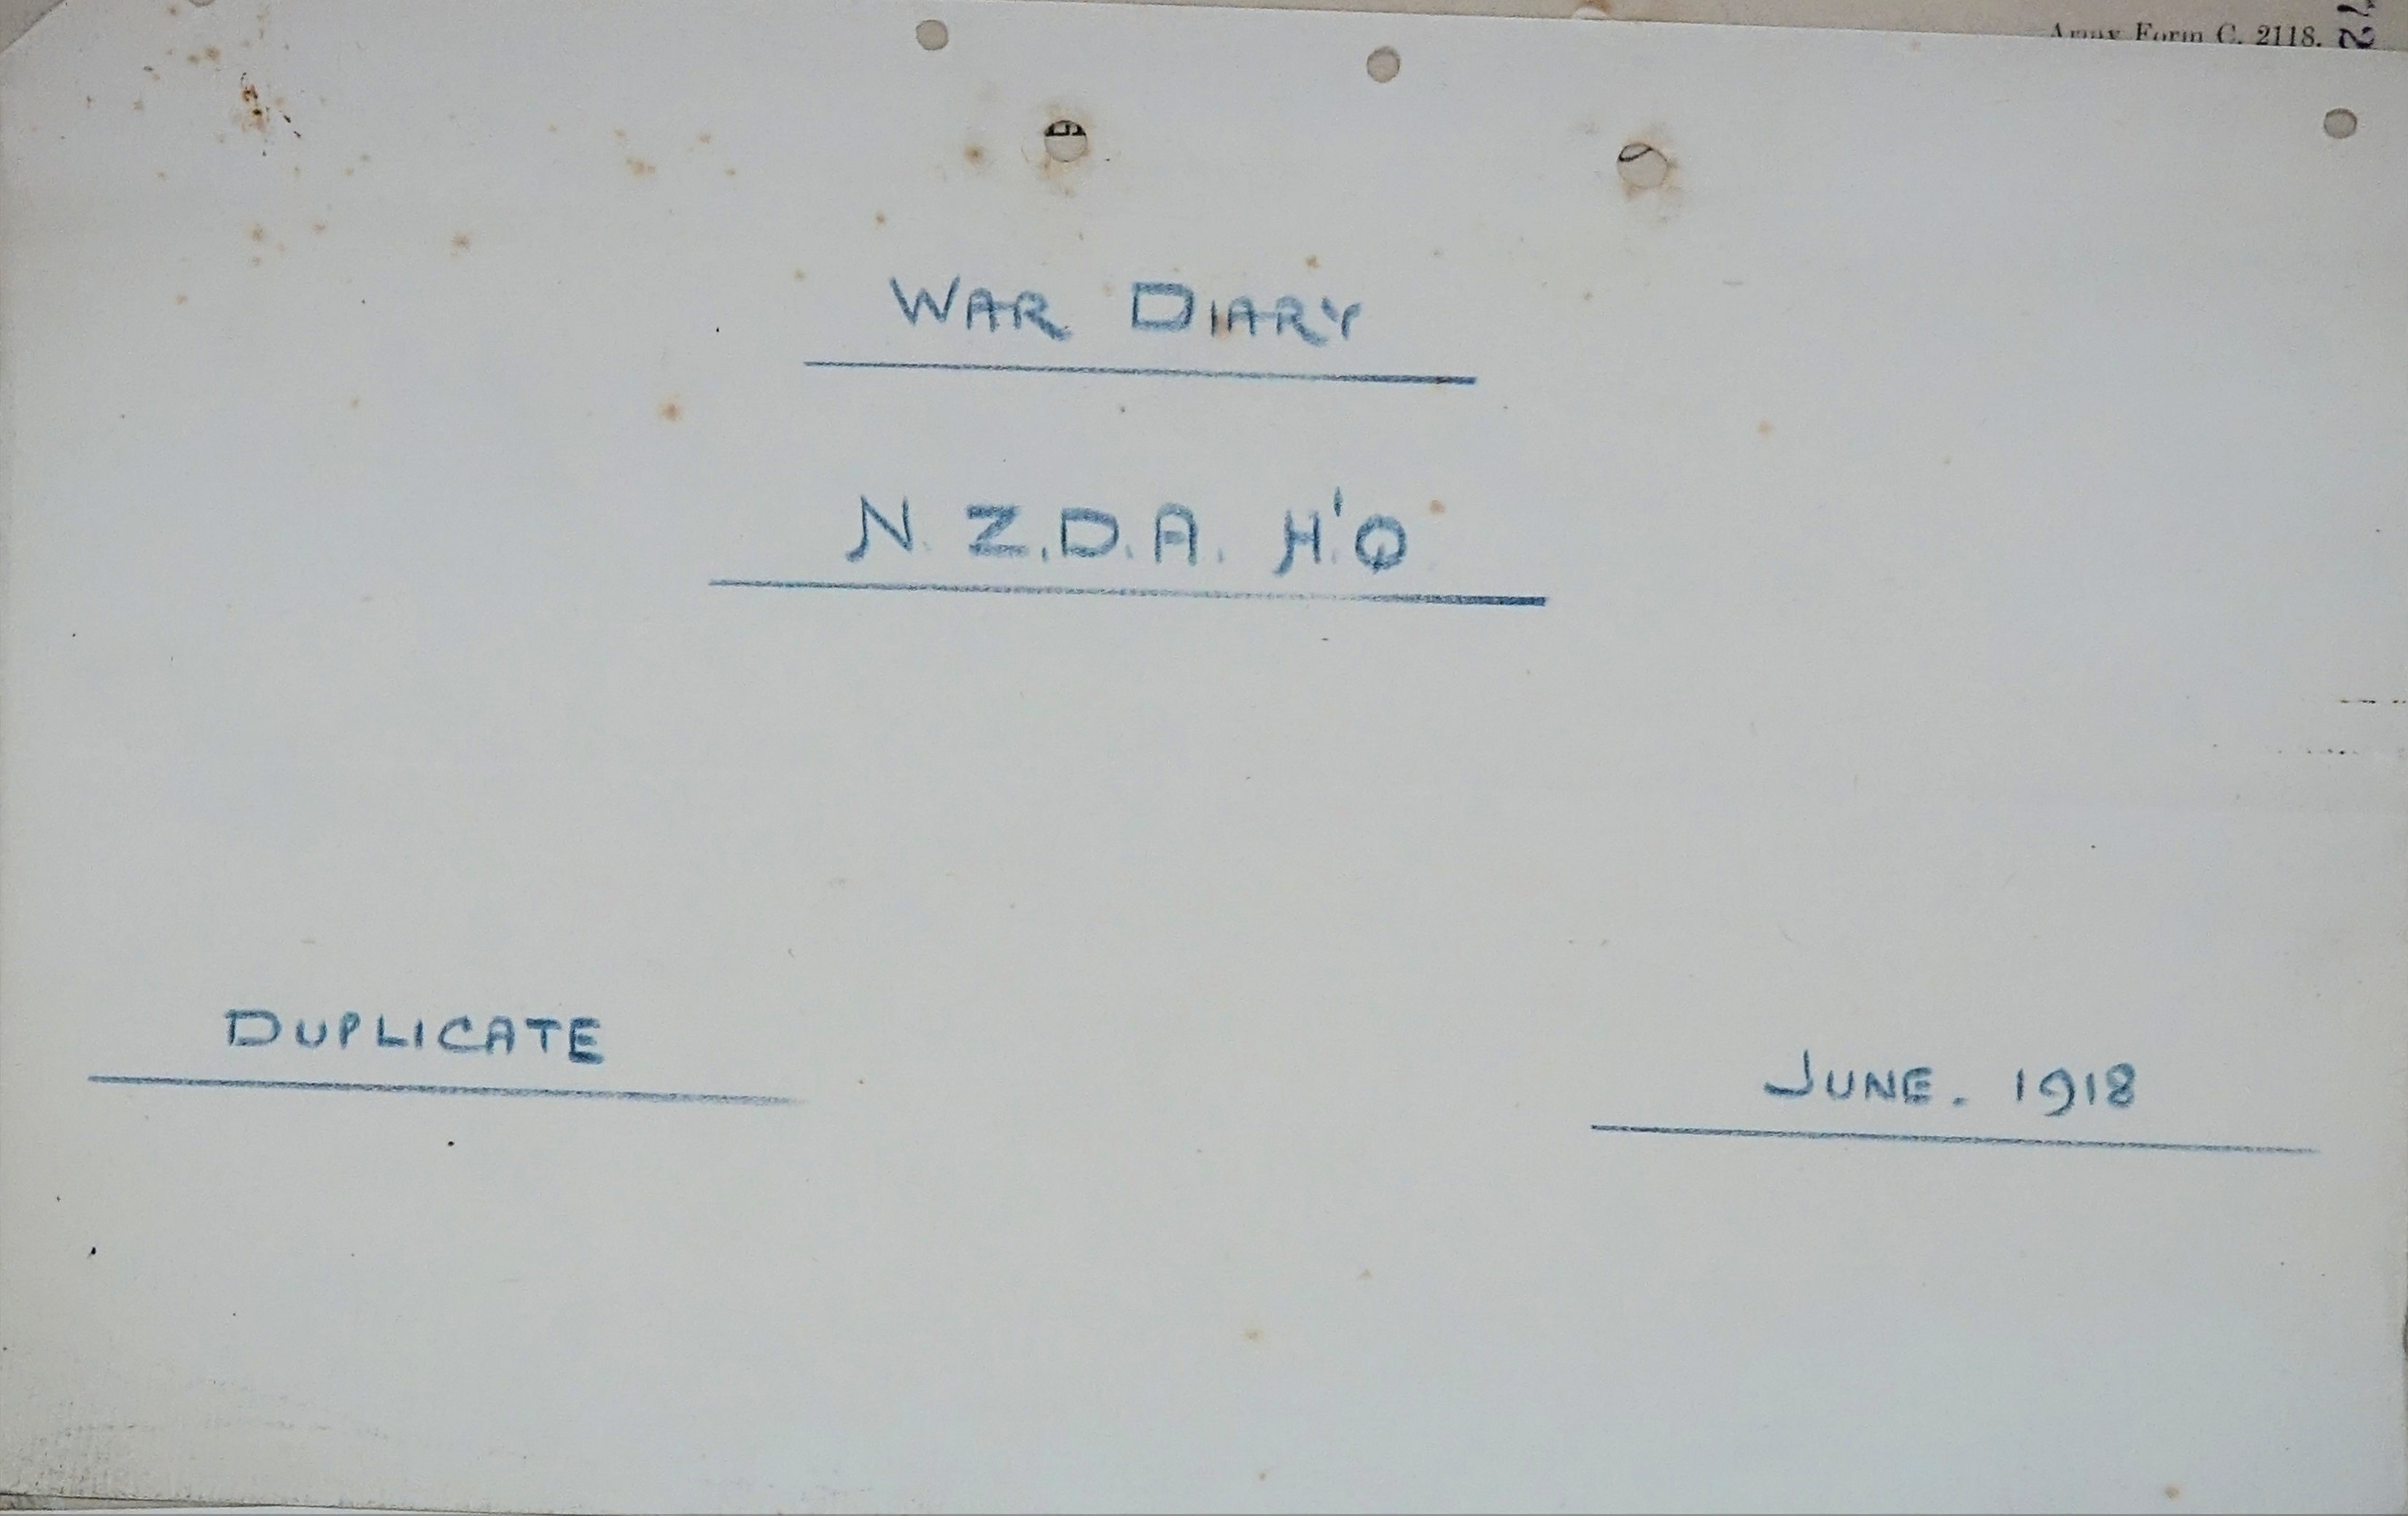 Army Form C. 2118.
WAR DIARY
N.Z.D.A. H'Q
DUPLICATE
JUNE. 1918